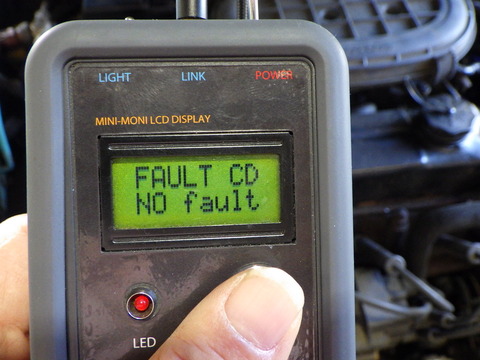 LIGHT LINK POWER
MINI-MONI LCD DISPLAY
FAULT CD
NO fault
LED